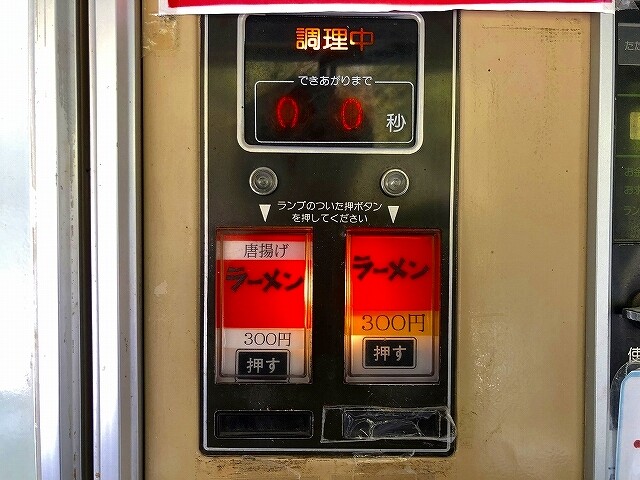 調理中
できあがりまで
00秒
ランプのついた押ボタン
を押してください
唐揚げ
ラーメン
300円
押す
ラーメン
300円
押す